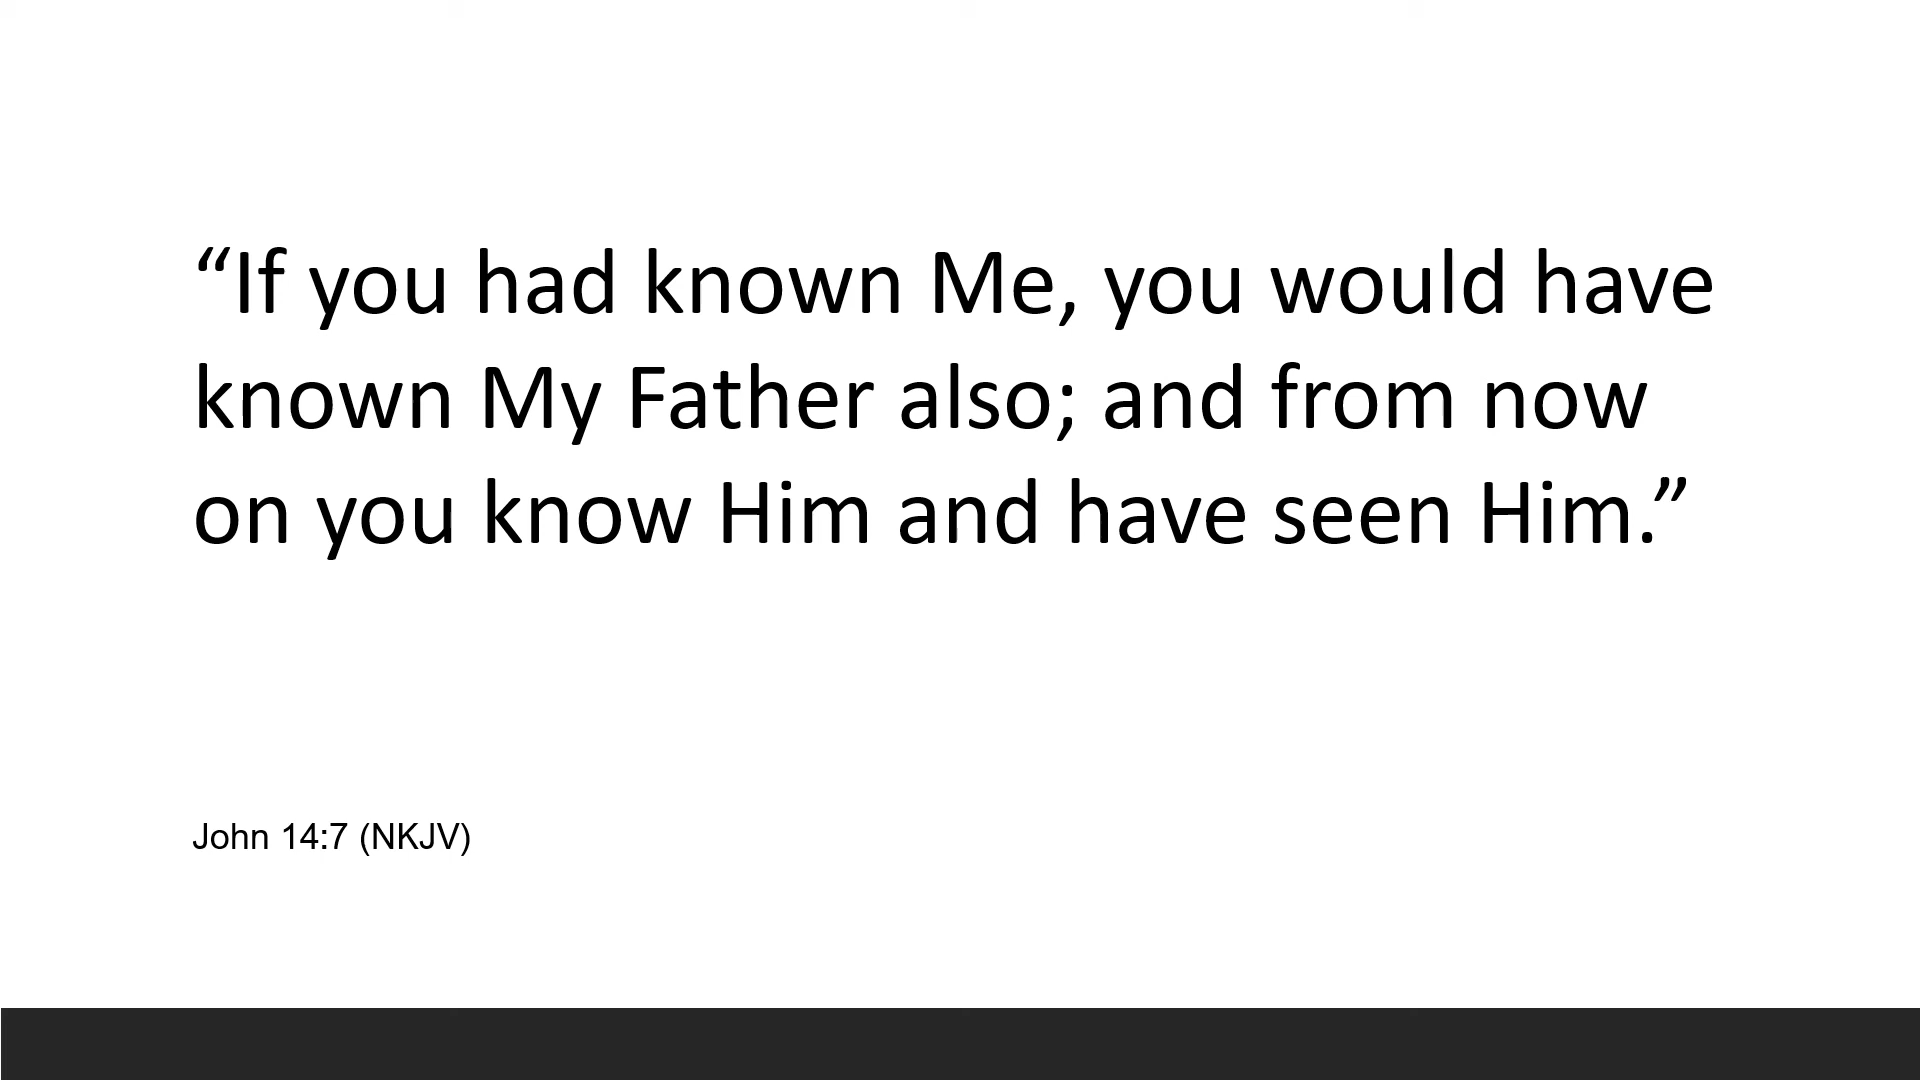 “If you had known Me, you would have
known My Father also; and from now
on you know Him and have seen Him.”
John 14:7 (NKJV)